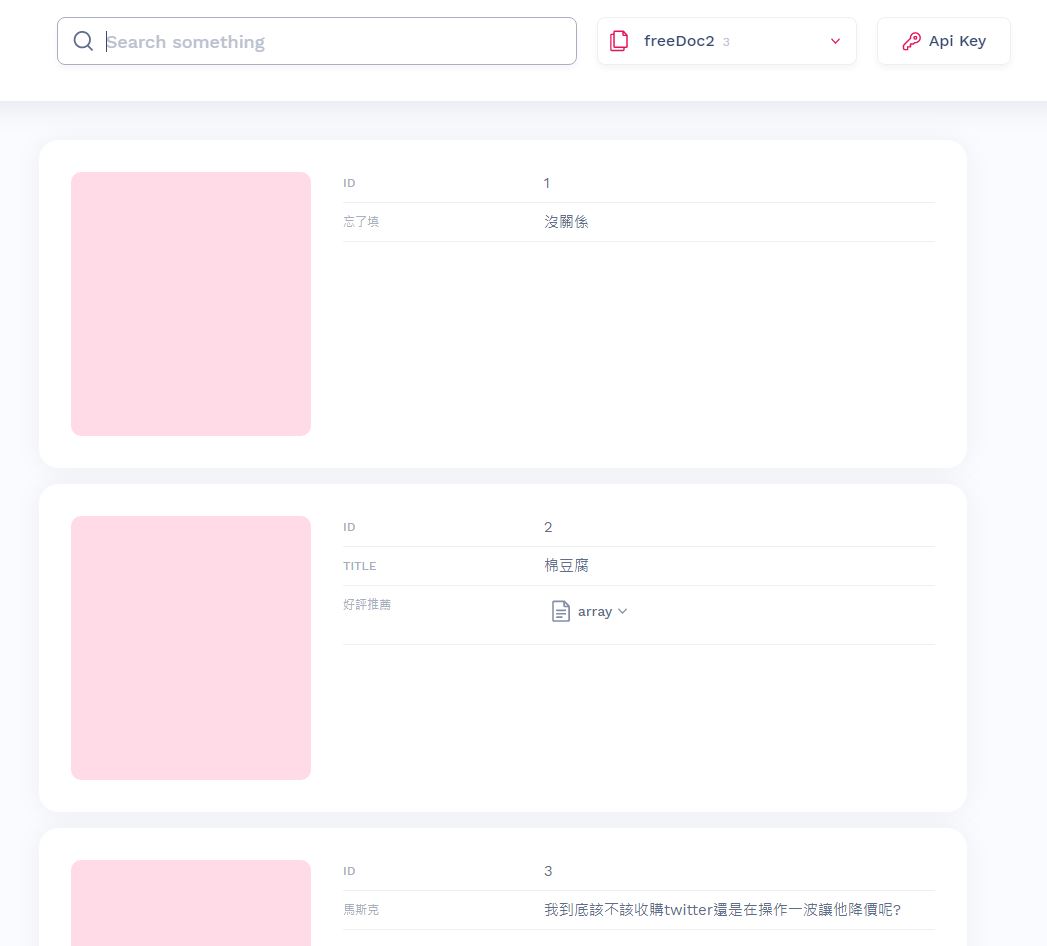 Search something
freeDoc2 3
Api Key
ID 1
忘了填 沒關係
ID 2
TITLE 棉豆腐
好評推薦 array
ID 3
馬斯克 我到底該不該收購twitter還是在操作一波讓他降價呢?